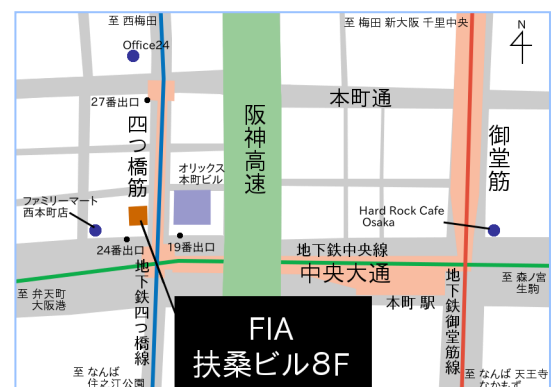 至 西梅田
至 梅田 新大阪 千里中央
N
Office24
27番出口
本町通
四つ橋筋
阪神高速
御堂筋
オリックス
本町ビル
ファミリーマート
西本町店
Hard Rock Cafe
Osaka
24番出口
19番出口
地下鉄中央線
中央大通
至 弁天町
大阪港
至 森ノ宮
生駒
本町 駅
地下鉄四つ橋線
地下鉄御堂筋線
FIA
扶桑ビル8F
至 なんば
住之江公園
至 なんば 天王寺
なかもず